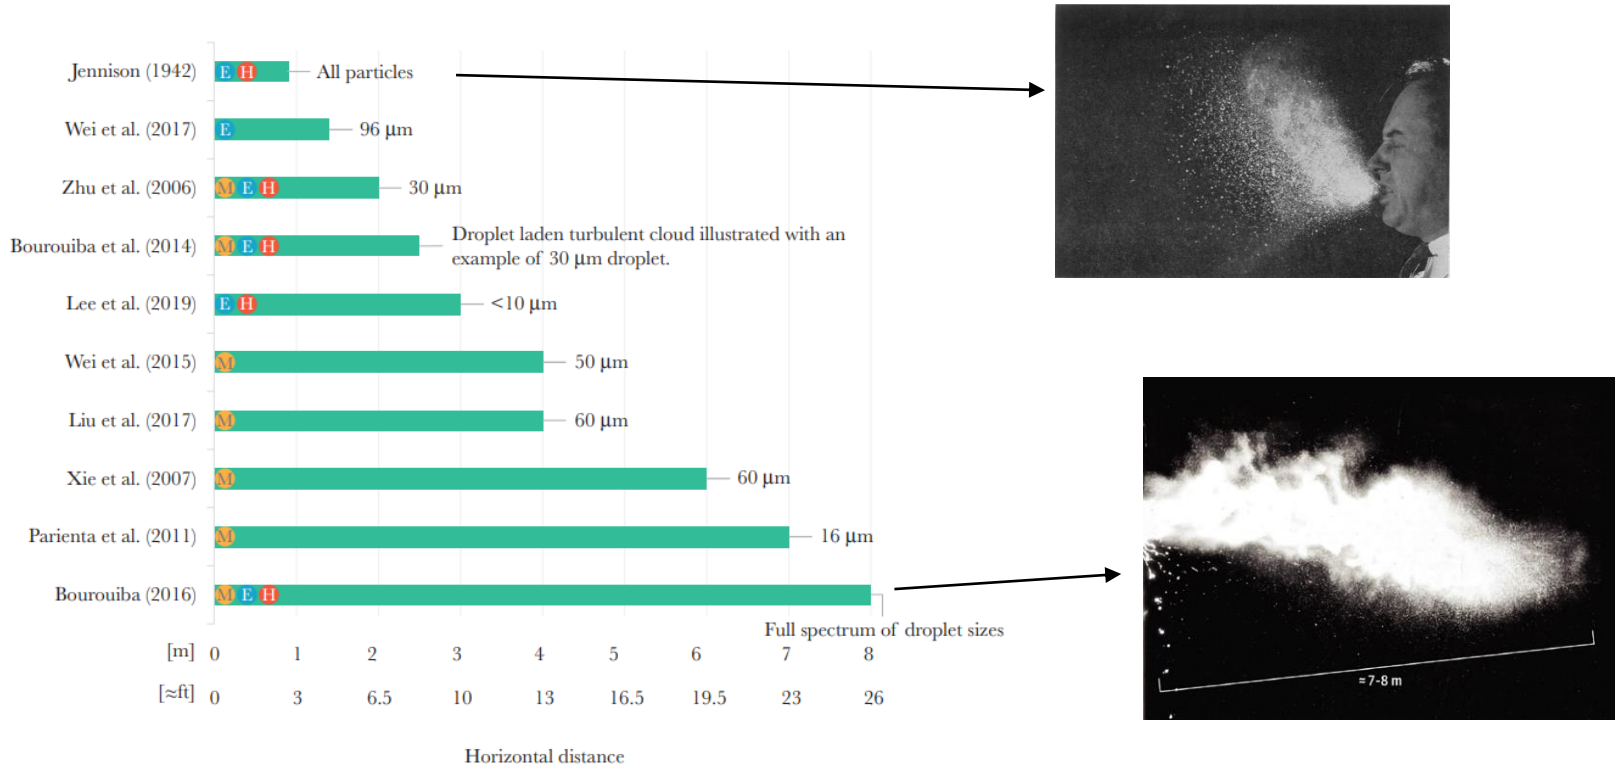 Jennison (1942) E H All particles
Wei et al. (2017) E 96 μm
Zhu et al. (2006) M E H 30 μm
Bourouiba et al. (2014) M E H Droplet laden turbulent cloud illustrated with an
example of 30 μm droplet.
Lee et al. (2019) E H <10 μm
Wei et al. (2015) M 50 μm
Liu et al. (2017) M 60 μm
Xie et al. (2007) M 60 μm
Parienta et al. (2011) M 16 μm
Bourouiba (2016) M E H
Full spectrum of droplet sizes
[m] 0 1 2 3 4 5 6 7 8
[≈ft] 0 3 6.5 10 13 16.5 19.5 23 26
Horizontal distance
≈7-8 m